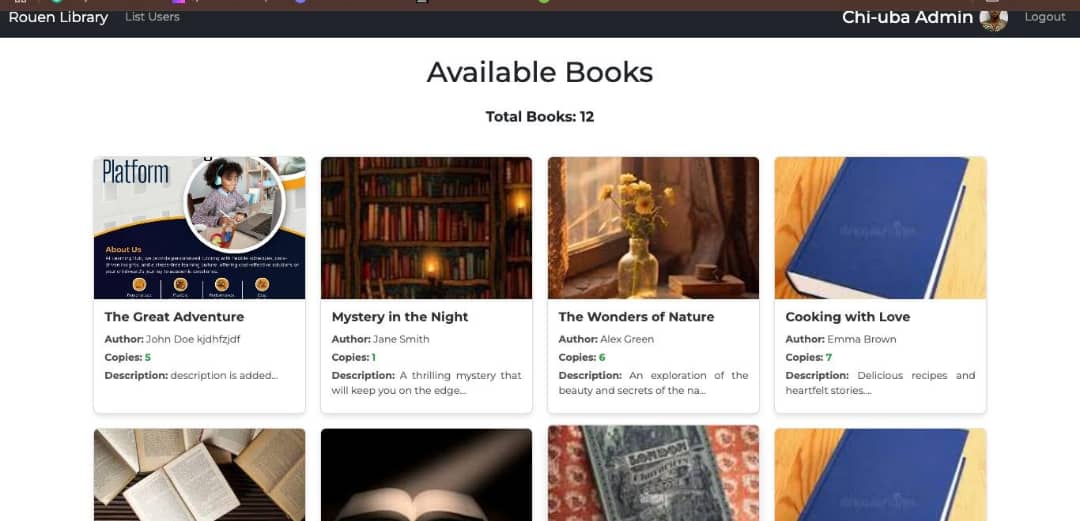 Rouen Library List Users Chi-uba Admin Logout
Available Books
Total Books: 12
Platform
About Us
The Great Adventure
Author: John Doe kjdhfzjdf
Copies: 5
Description: description is added...
Mystery in the Night
Author: Jane Smith
Copies: 1
Description: A thrilling mystery that
will keep you on the edge...
The Wonders of Nature
Author: Alex Green
Copies: 6
Description: An exploration of the
beauty and secrets of the na...
Cooking with Love
Author: Emma Brown
Copies: 7
Description: Delicious recipes and
heartfelt stories....
LONDON
Characters